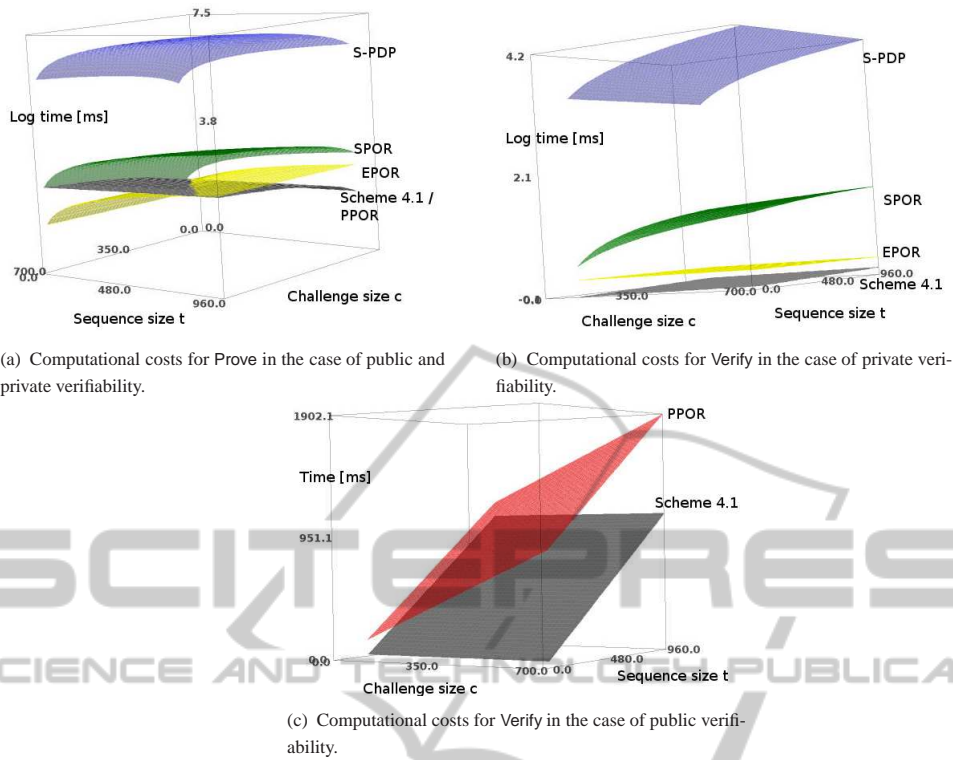 7.5
S-PDP
Log time [ms]
3.8
SPOR
EPOR
Scheme 4.1 /
PPOR
0.0 0.0
350.0
700.0
0.0
480.0
960.0
Challenge size c
Sequence size t
(a) Computational costs for Prove in the case of public and
private verifiability.
4.2
S-PDP
Log time [ms]
2.1
SPOR
EPOR
960.0
Scheme 4.1
480.0
350.0
700.0 0.0
Challenge size c
Sequence size t
(b) Computational costs for Verify in the case of private veri-
fiability.
1902.1
PPOR
Time [ms]
Scheme 4.1
951.1
960.0
0.0
480.0
350.0
700.0 0.0
Sequence size t
Challenge size c
(c) Computational costs for Verify in the case of public verifi-
ability.
SCITEPRES
SCIENCE AND TECHNOLOGY PUBLICA